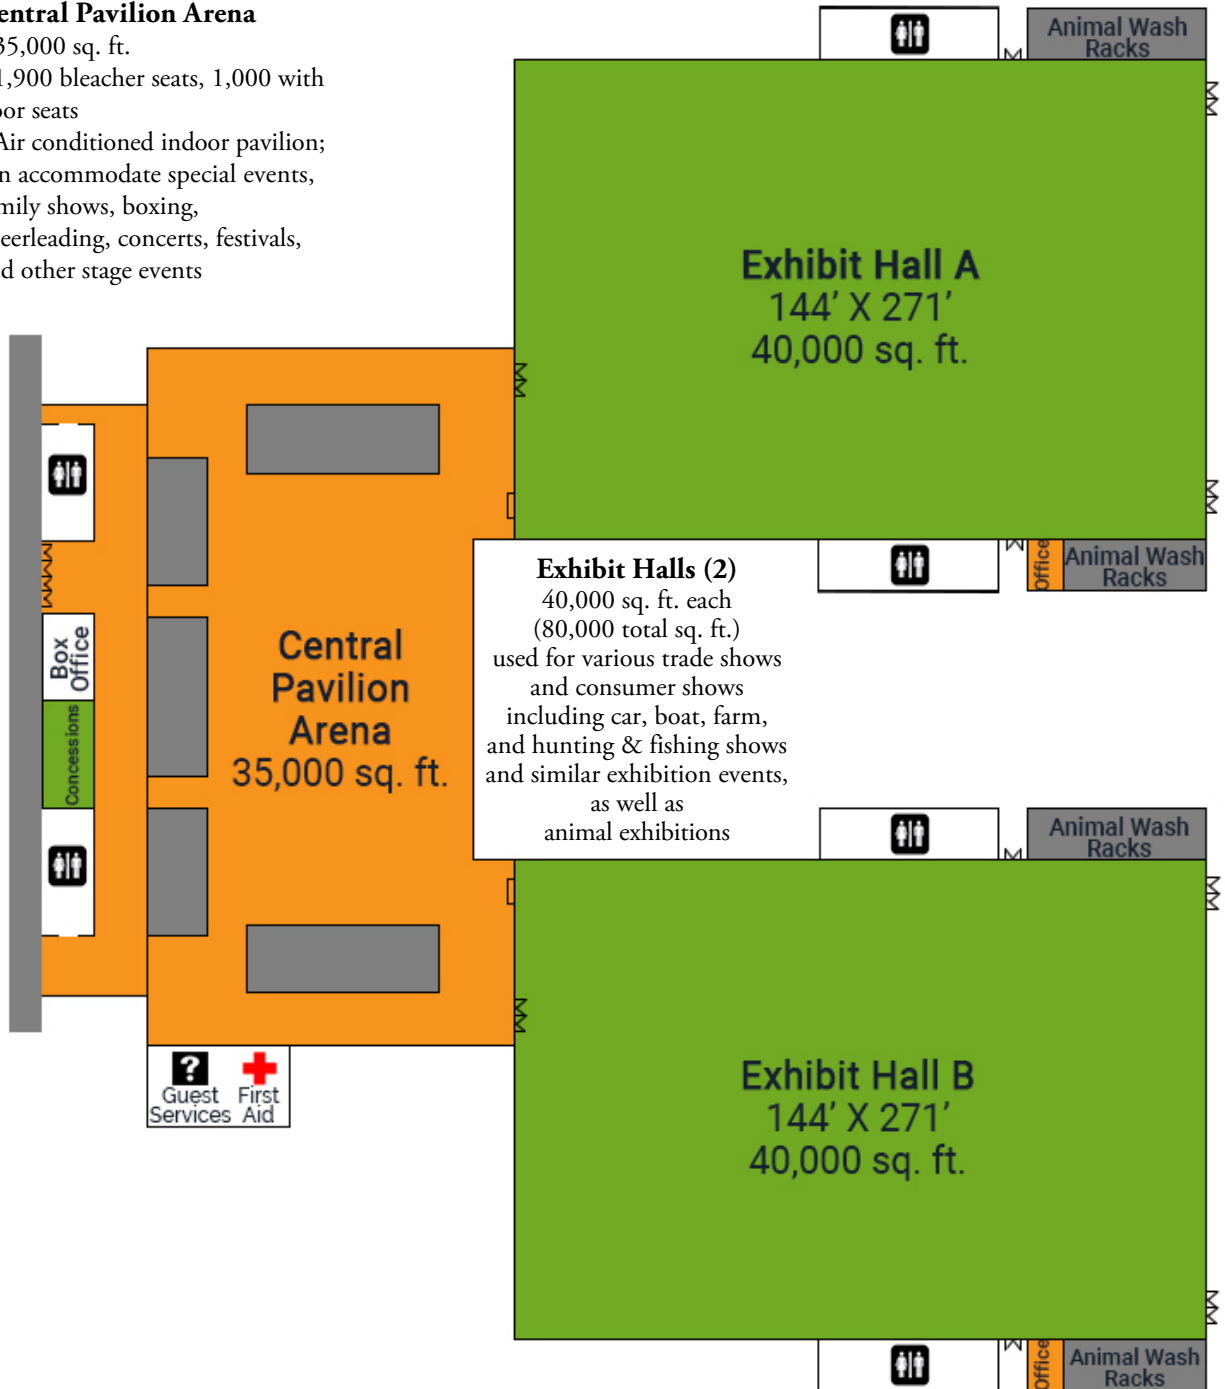 entral Pavilion Arena
35,000 sq. ft.
1,900 bleacher seats, 1,000 with
oor seats
Air conditioned indoor pavilion;
n accommodate special events,
mily shows, boxing,
eerleading, concerts, festivals,
d other stage events
Animal Wash
Racks
Exhibit Hall A
144’ X 271’
40,000 sq. ft.
Office
Animal Wash
Racks
Exhibit Halls (2)
40,000 sq. ft. each
(80,000 total sq. ft.)
used for various trade shows
and consumer shows
including car, boat, farm,
and hunting & fishing shows
and similar exhibition events,
as well as
animal exhibitions
Box
Office
Concessions
Central
Pavilion
Arena
35,000 sq. ft.
Animal Wash
Racks
?
Guest
Services
First
Aid
Exhibit Hall B
144’ X 271’
40,000 sq. ft.
Office
Animal Wash
Racks